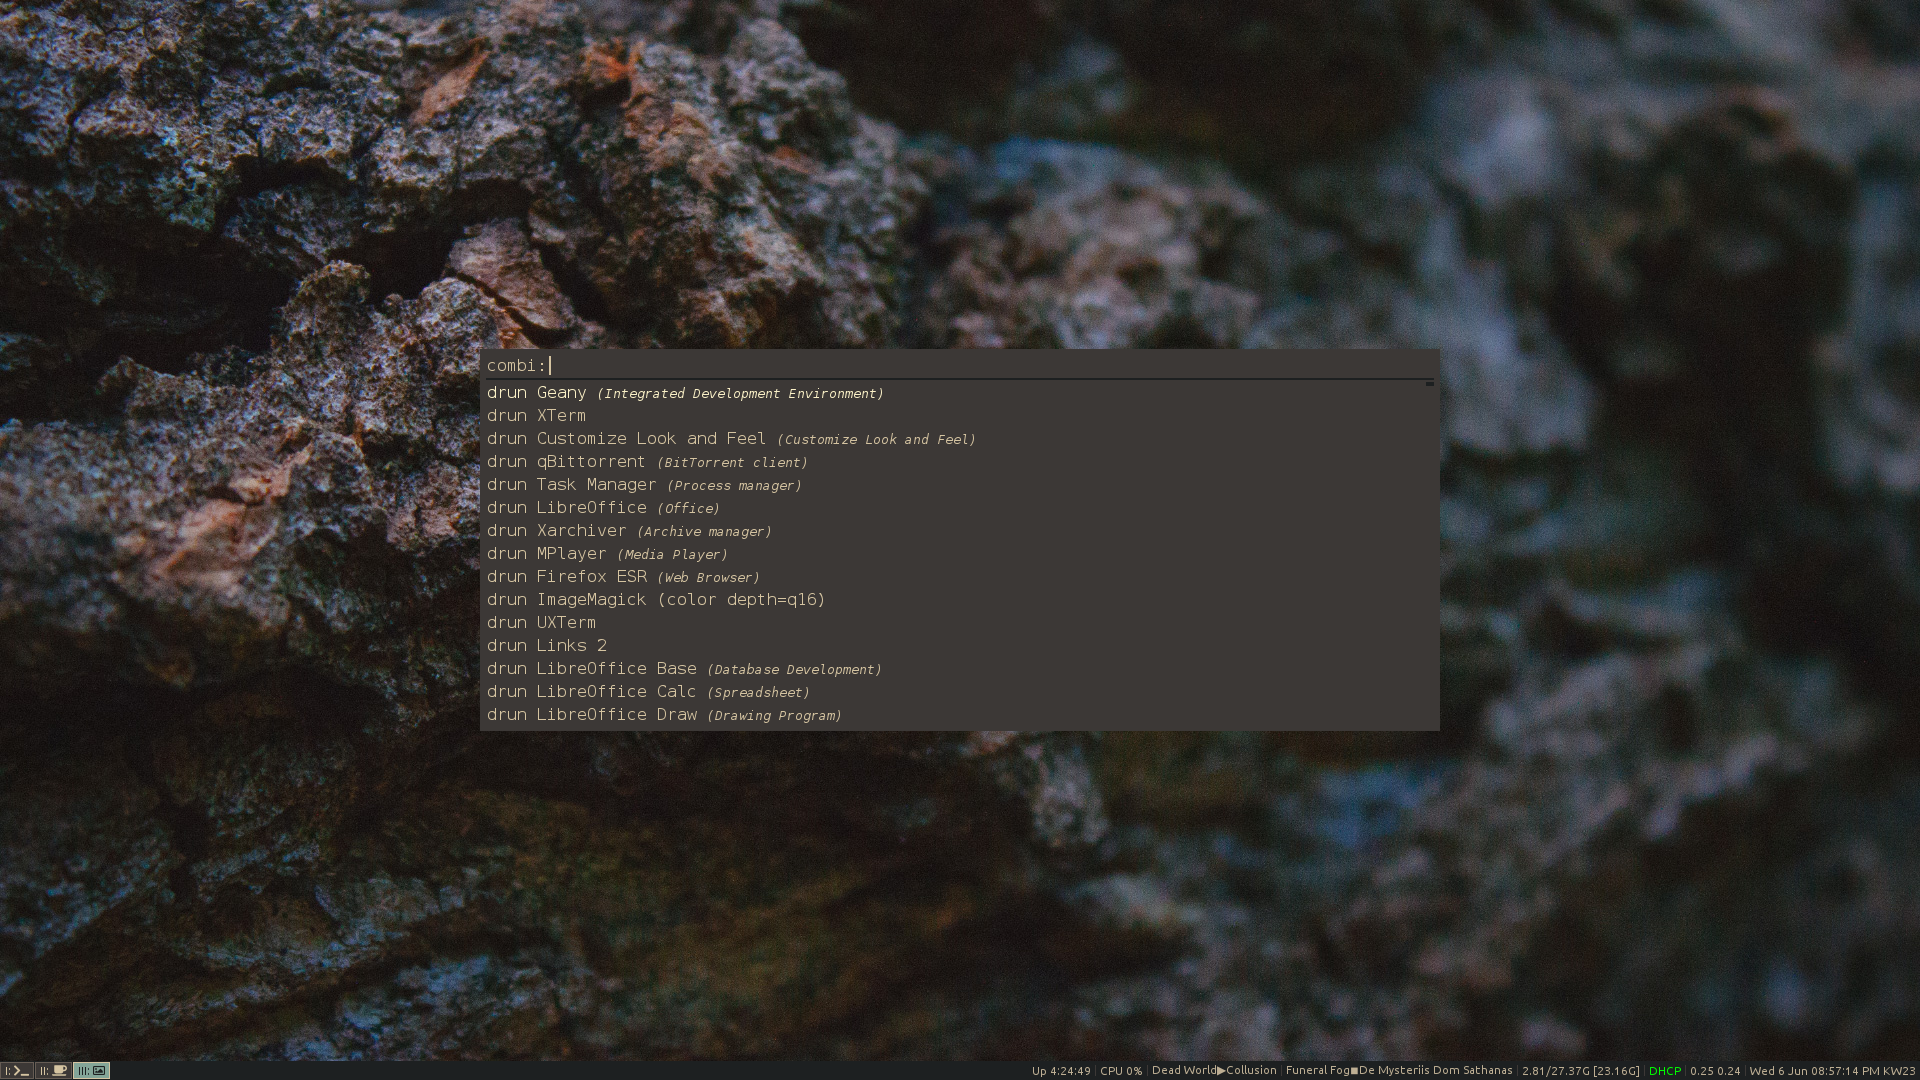 combi:
drun Geany (Integrated Development Environment)
drun XTerm
drun Customize Look and Feel (Customize Look and Feel)
drun qBittorrent (BitTorrent client)
drun Task Manager (Process manager)
drun LibreOffice (Office)
drun Xarchiver (Archive manager)
drun MPlayer (Media Player)
drun Firefox ESR (Web Browser)
drun ImageMagick (color depth=q16)
drun UXTerm
drun Links 2
drun LibreOffice Base (Database Development)
drun LibreOffice Calc (Spreadsheet)
drun LibreOffice Draw (Drawing Program)
I: II: III: Up 4:24:49 CPU 0% Dead World▶Collusion Funeral Fog■De Mysteriis Dom Sathanas 2.81/27.37G [23.16G] DHCP 0.25 0.24 Wed 6 Jun 08:57:14 PM KW23